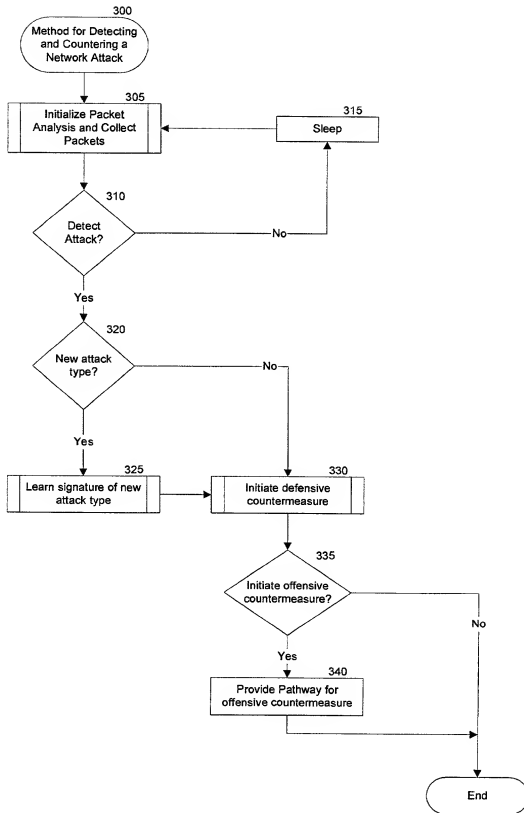 300
Method for Detecting
and Countering a
Network Attack
305
Initialize Packet
Analysis and Collect
Packets
315
Sleep
310
Detect
Attack?
No
Yes
320
New attack
type?
No
Yes
325
Learn signature of new
attack type
330
Initiate defensive
countermeasure
335
Initiate offensive
countermeasure?
No
Yes
340
Provide Pathway for
offensive countermeasure
End